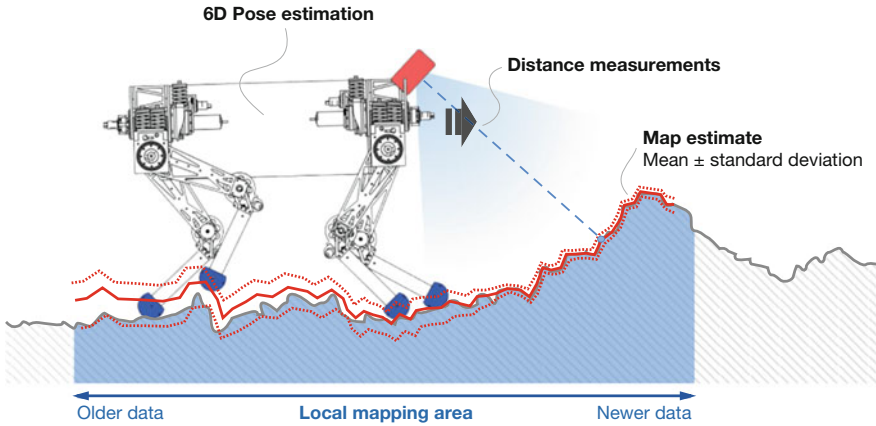 6D Pose estimation
Distance measurements
Map estimate
Mean ± standard deviation
Older data
Local mapping area
Newer data